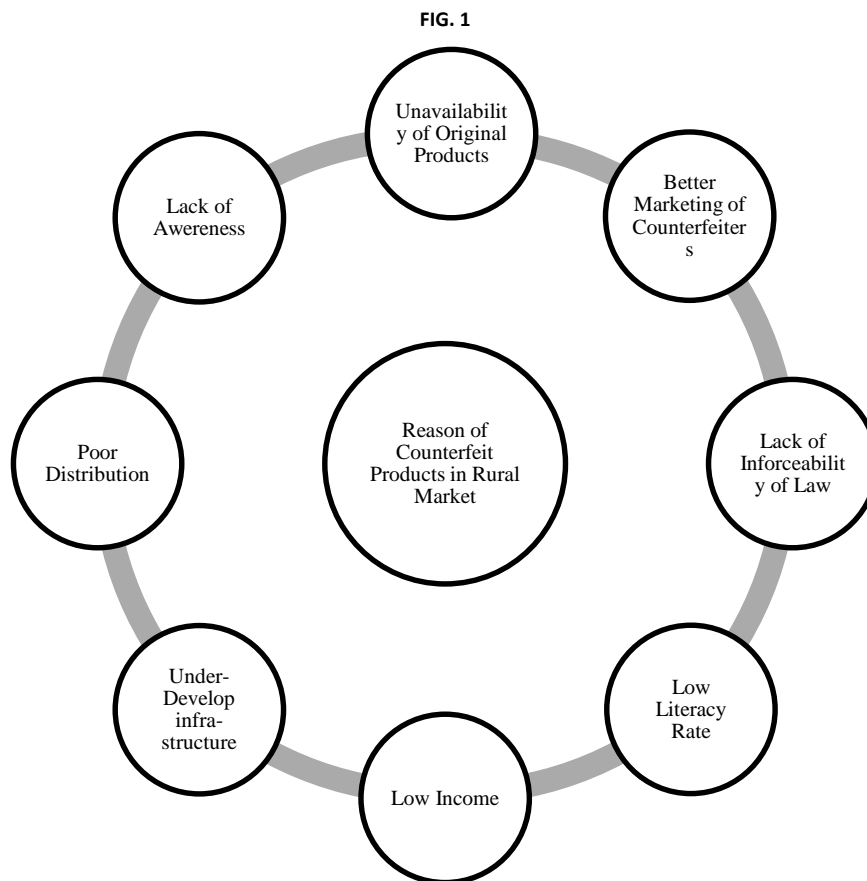 FIG. 1
Unavailabilit
y of Original
Products
Better
Marketing of
Counterfeiter
s
Lack of
Inforceabilit
y of Law
Low
Literacy
Rate
Low Income
Under-
Develop
infra-
structure
Poor
Distribution
Lack of
Awereness
Reason of
Counterfeit
Products in Rural
Market